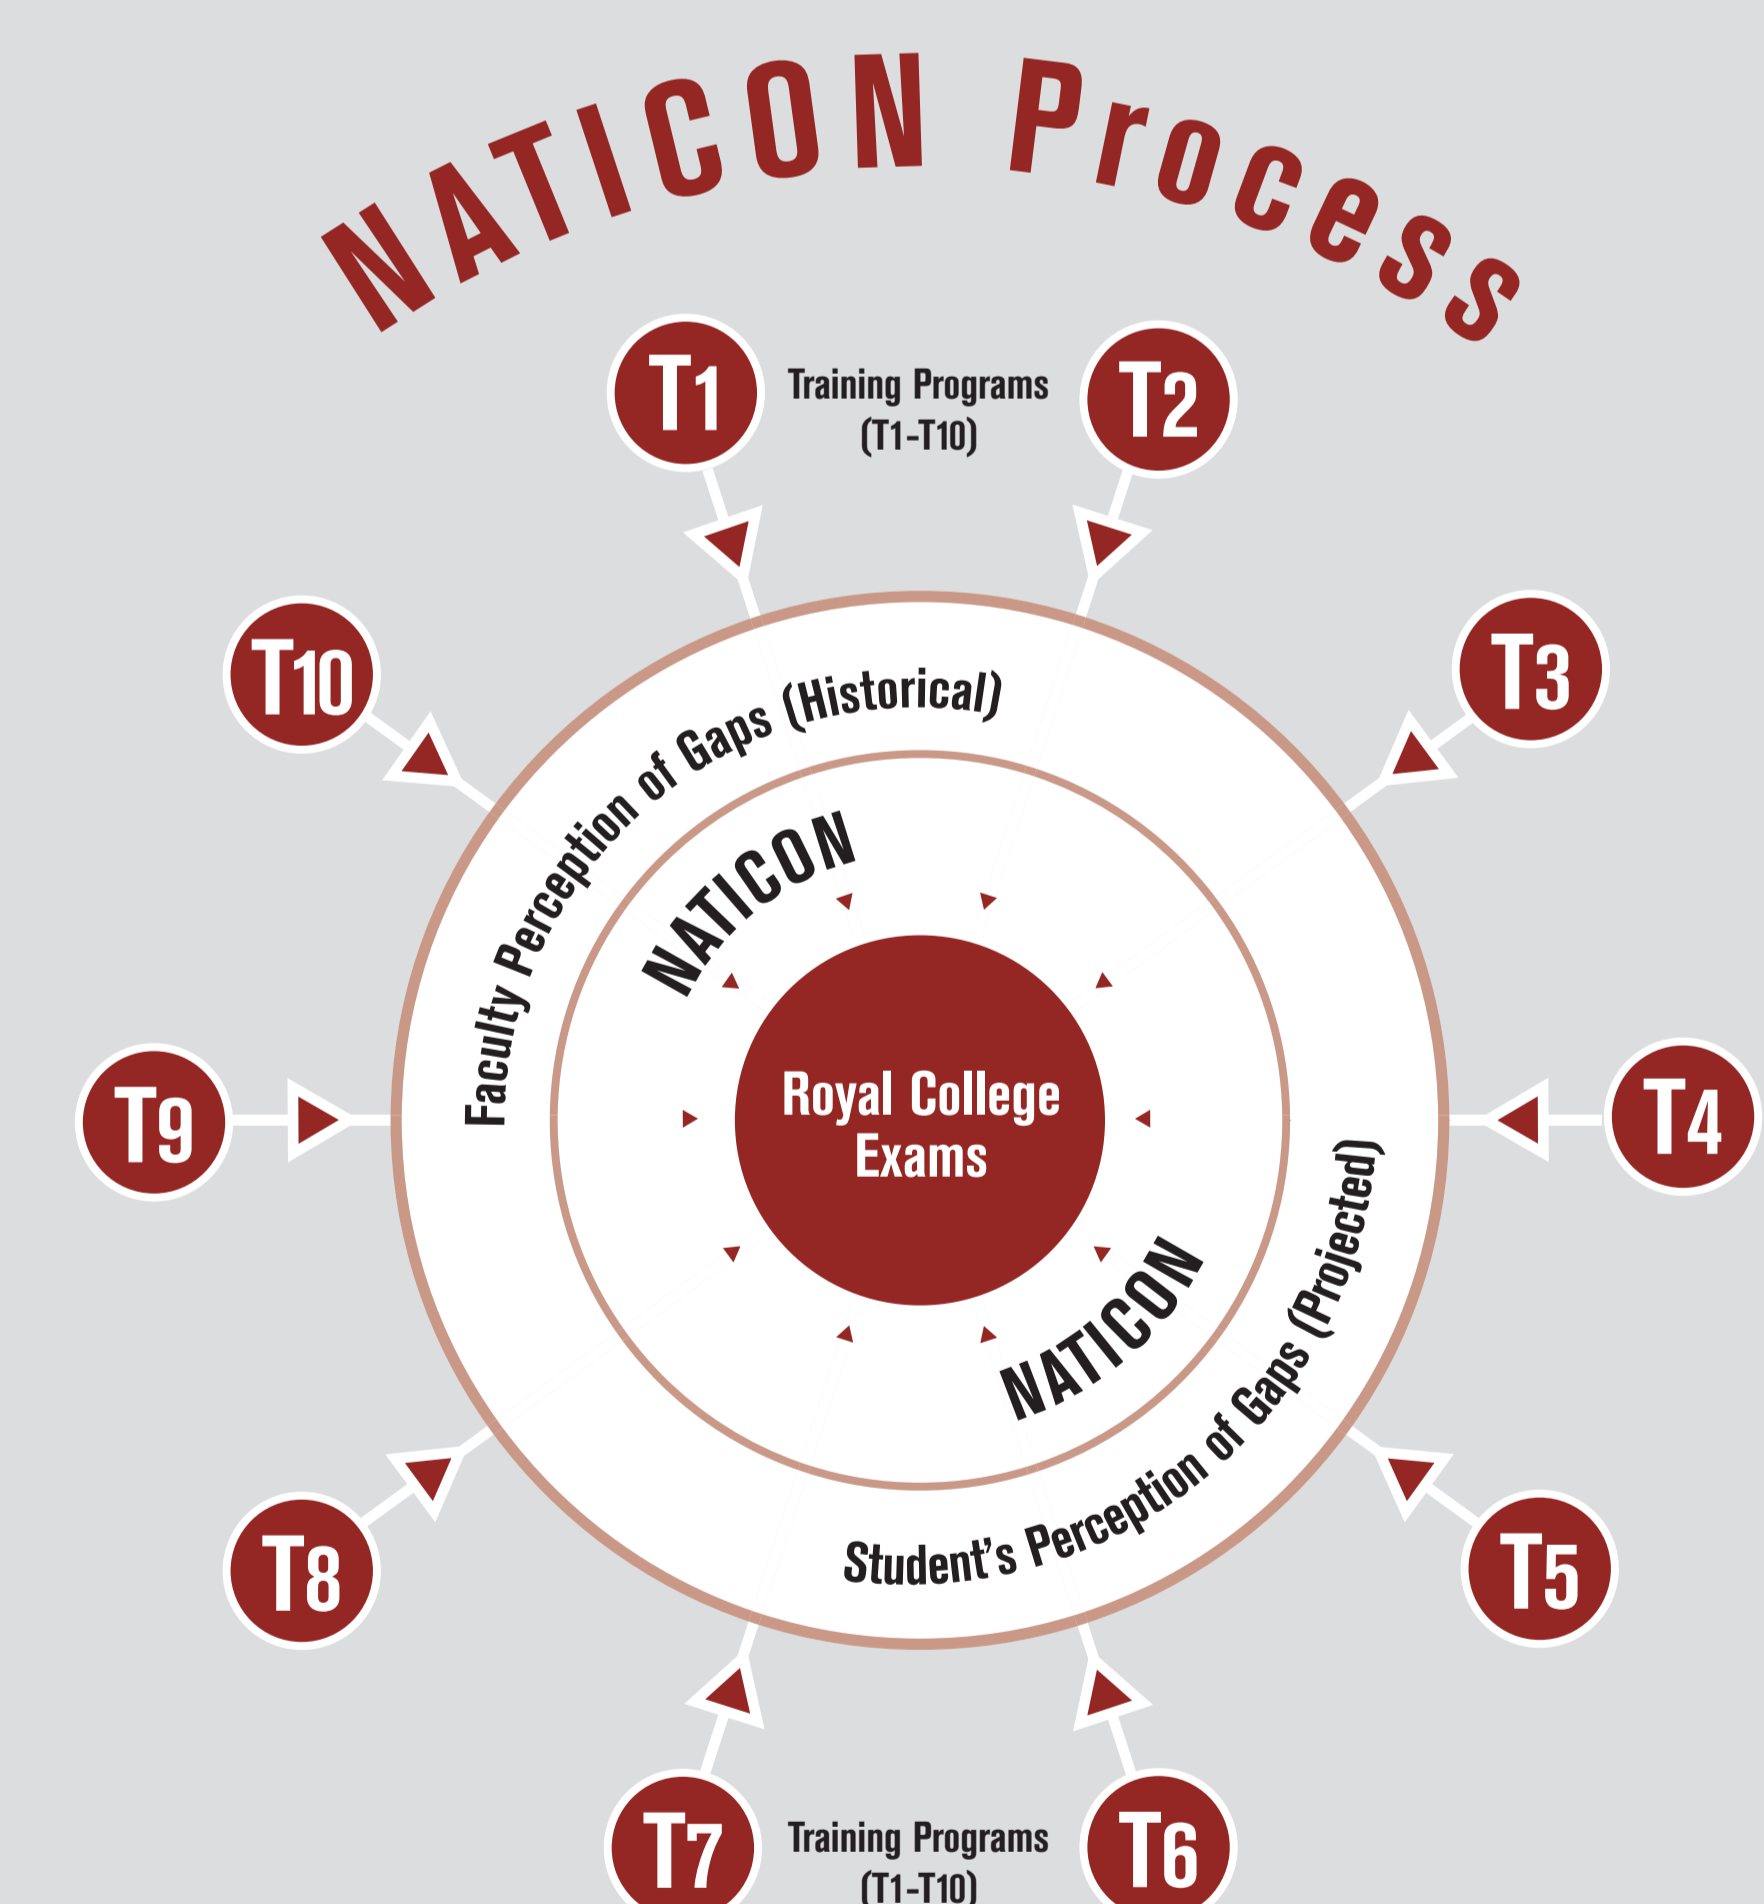 NATICON Process
T1
Training Programs
(T1-T10)
T2
T10
T3
Faculty Perception of Gaps (Historical)
NATICON
T9
Royal College
Exams
T4
NATICON
Student's Perception of Gaps (Projected)
T8
T5
T7
Training Programs
(T1-T10)
T6